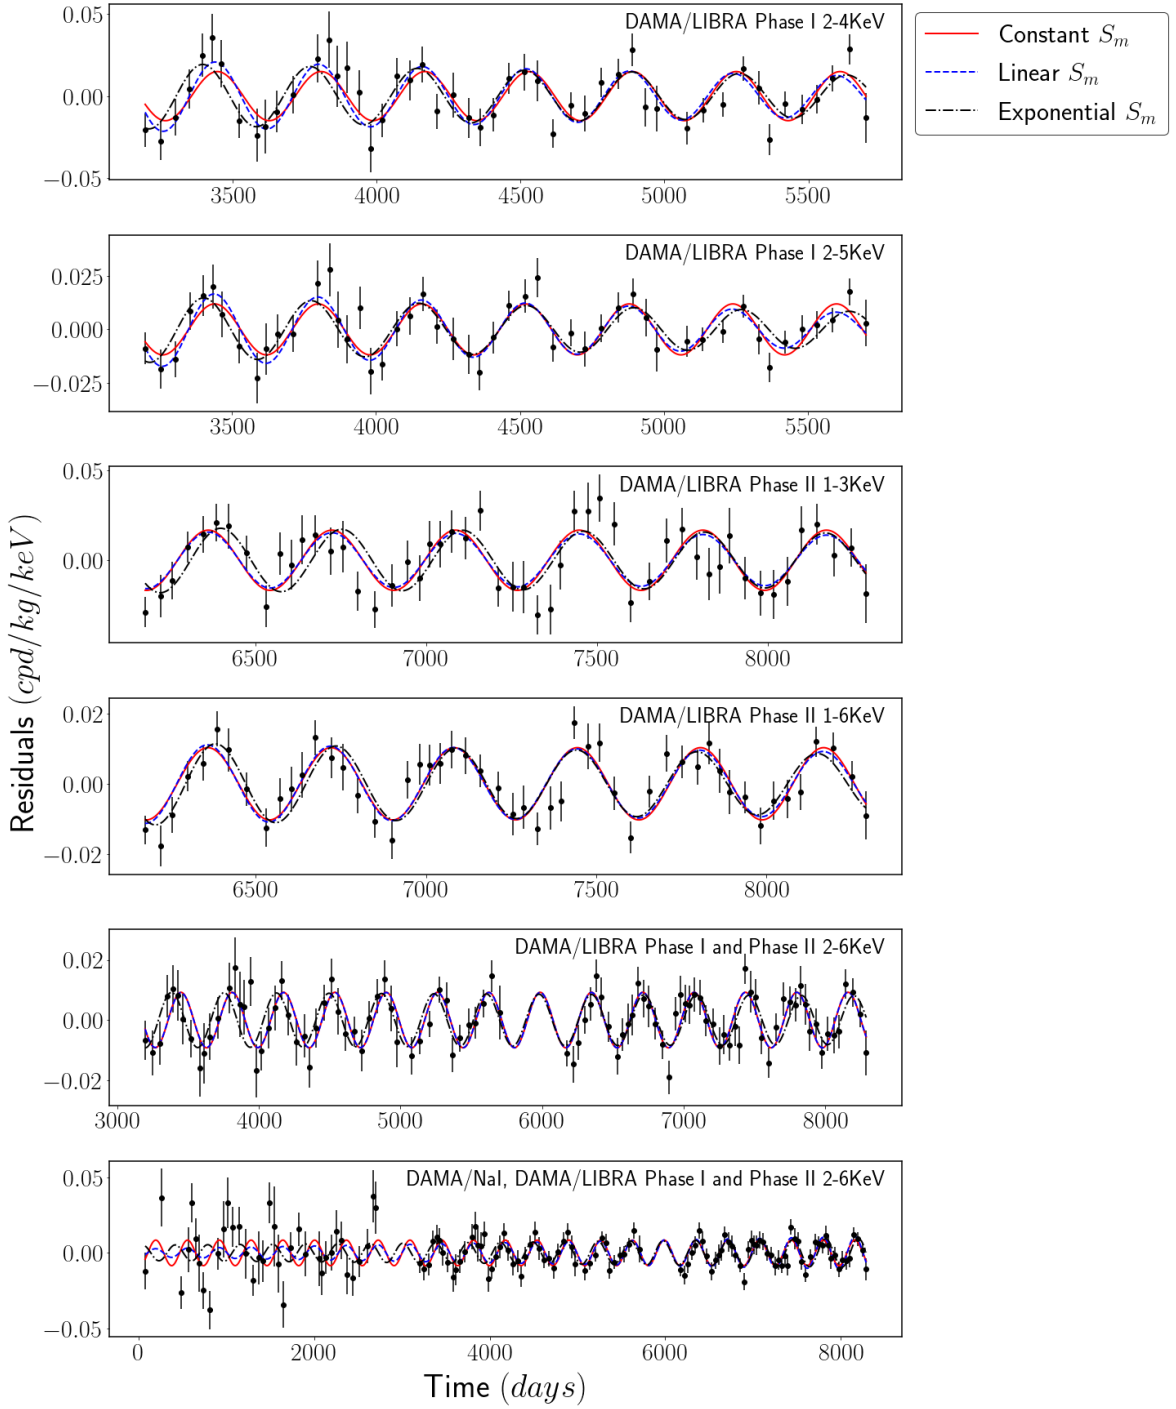 DAMA/LIBRA Phase I 2-4KeV
Constant S_m
Linear S_m
Exponential S_m
0.05
0.00
−0.05
3500 4000 4500 5000 5500
DAMA/LIBRA Phase I 2-5KeV
0.025
0.000
−0.025
3500 4000 4500 5000 5500
DAMA/LIBRA Phase II 1-3KeV
0.05
0.00
6500 7000 7500 8000
DAMA/LIBRA Phase II 1-6KeV
0.02
0.00
−0.02
6500 7000 7500 8000
Residuals (cpd/kg/keV)
DAMA/LIBRA Phase I and Phase II 2-6KeV
0.02
0.00
−0.02
3000 4000 5000 6000 7000 8000
DAMA/NaI, DAMA/LIBRA Phase I and Phase II 2-6KeV
0.05
0.00
−0.05
0 2000 4000 6000 8000
Time (days)